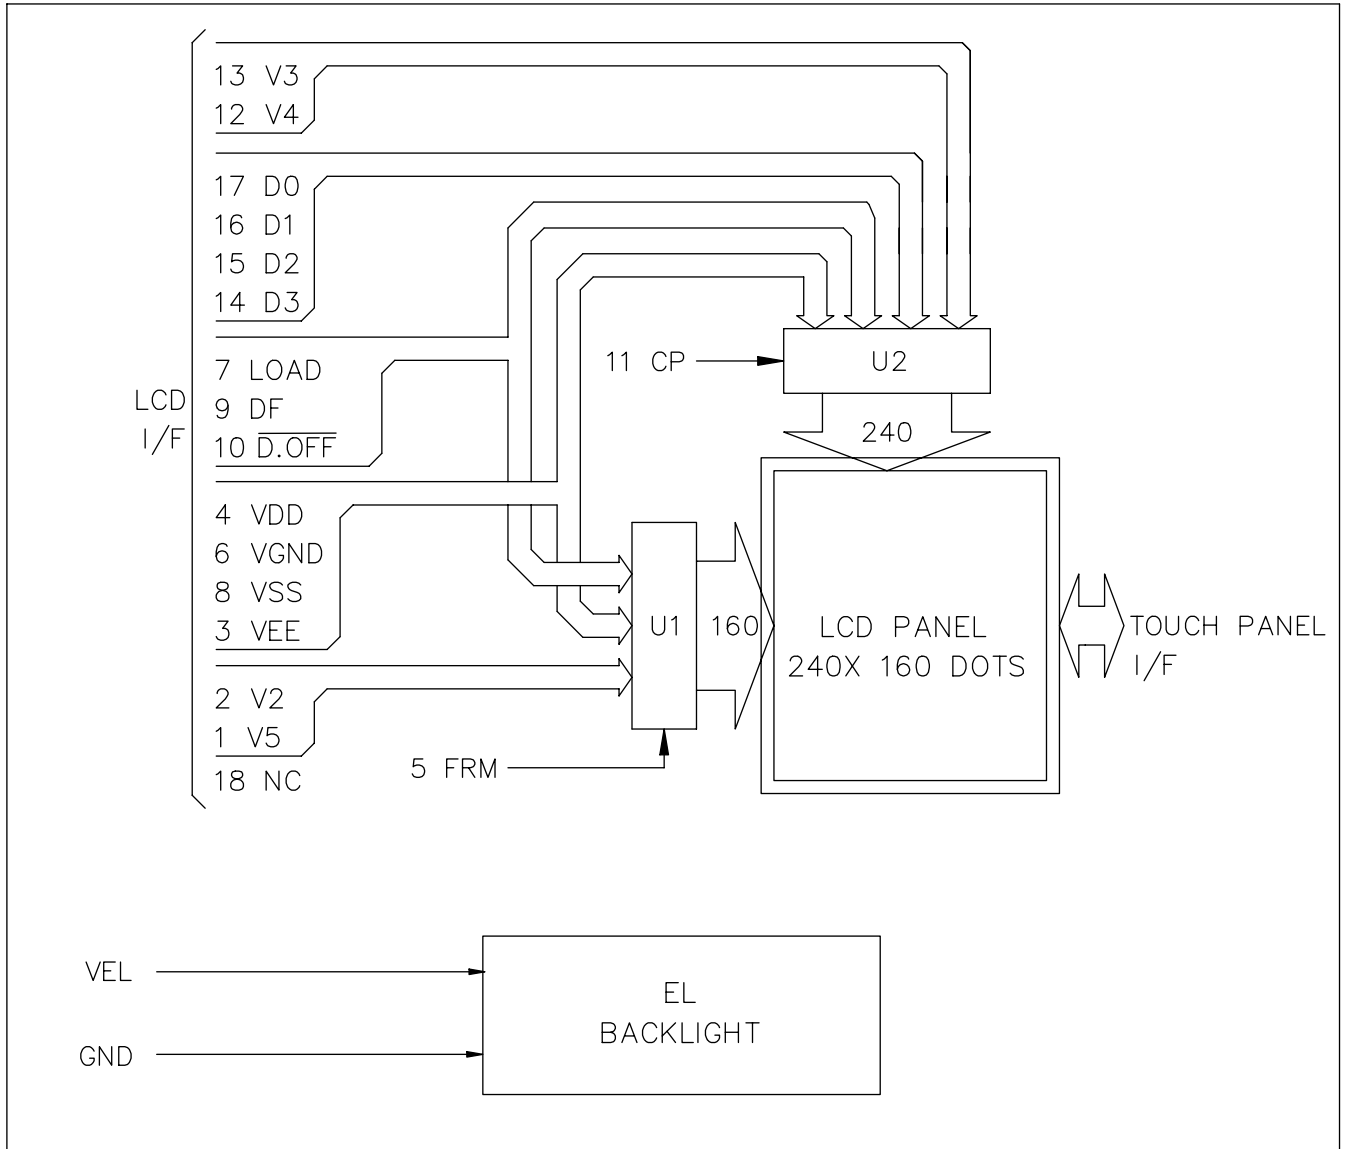 13 V3
12 V4
17 D0
16 D1
15 D2
14 D3
7 LOAD
9 DF
10 D.OFF
LCD
I/F
4 VDD
6 VGND
8 VSS
3 VEE
2 V2
1 V5
18 NC
11 CP
U2
240
U1
160
5 FRM
LCD PANEL
240X 160 DOTS
TOUCH PANEL
I/F
VEL
GND
EL
BACKLIGHT